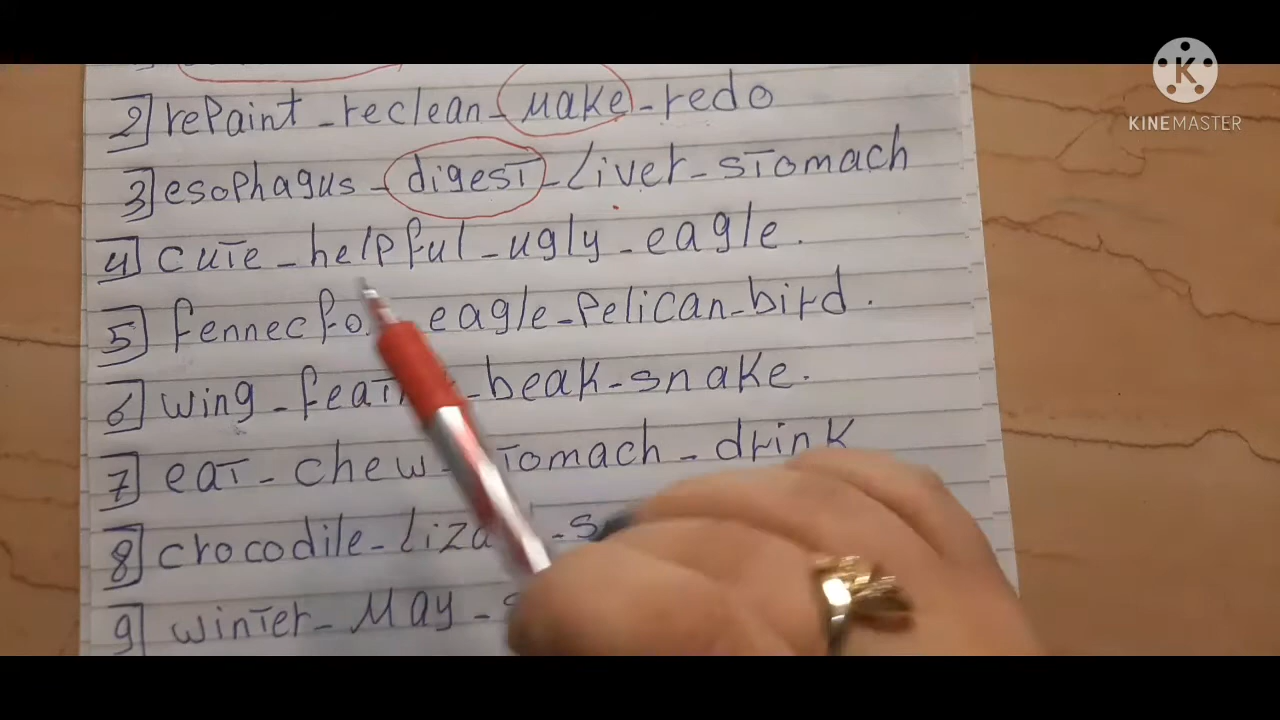 KINEMASTER
2 repaint - reclean - make - redo
3 esophagus - digest - liver - stomach
4 cute - helpful - ugly - eagle.
5 fennec eagle - pelican - bird.
6 wing - - beak - snake.
7 eat - chew - - drink
8 crocodile -
9 winter - May -